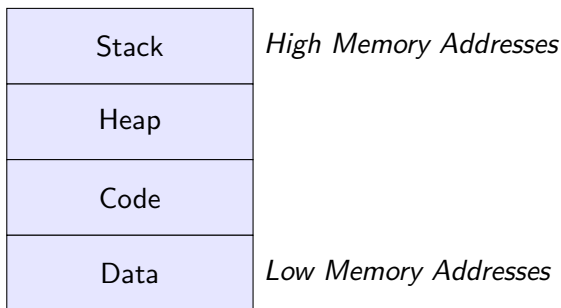 Stack High Memory Addresses
Heap
Code
Data Low Memory Addresses